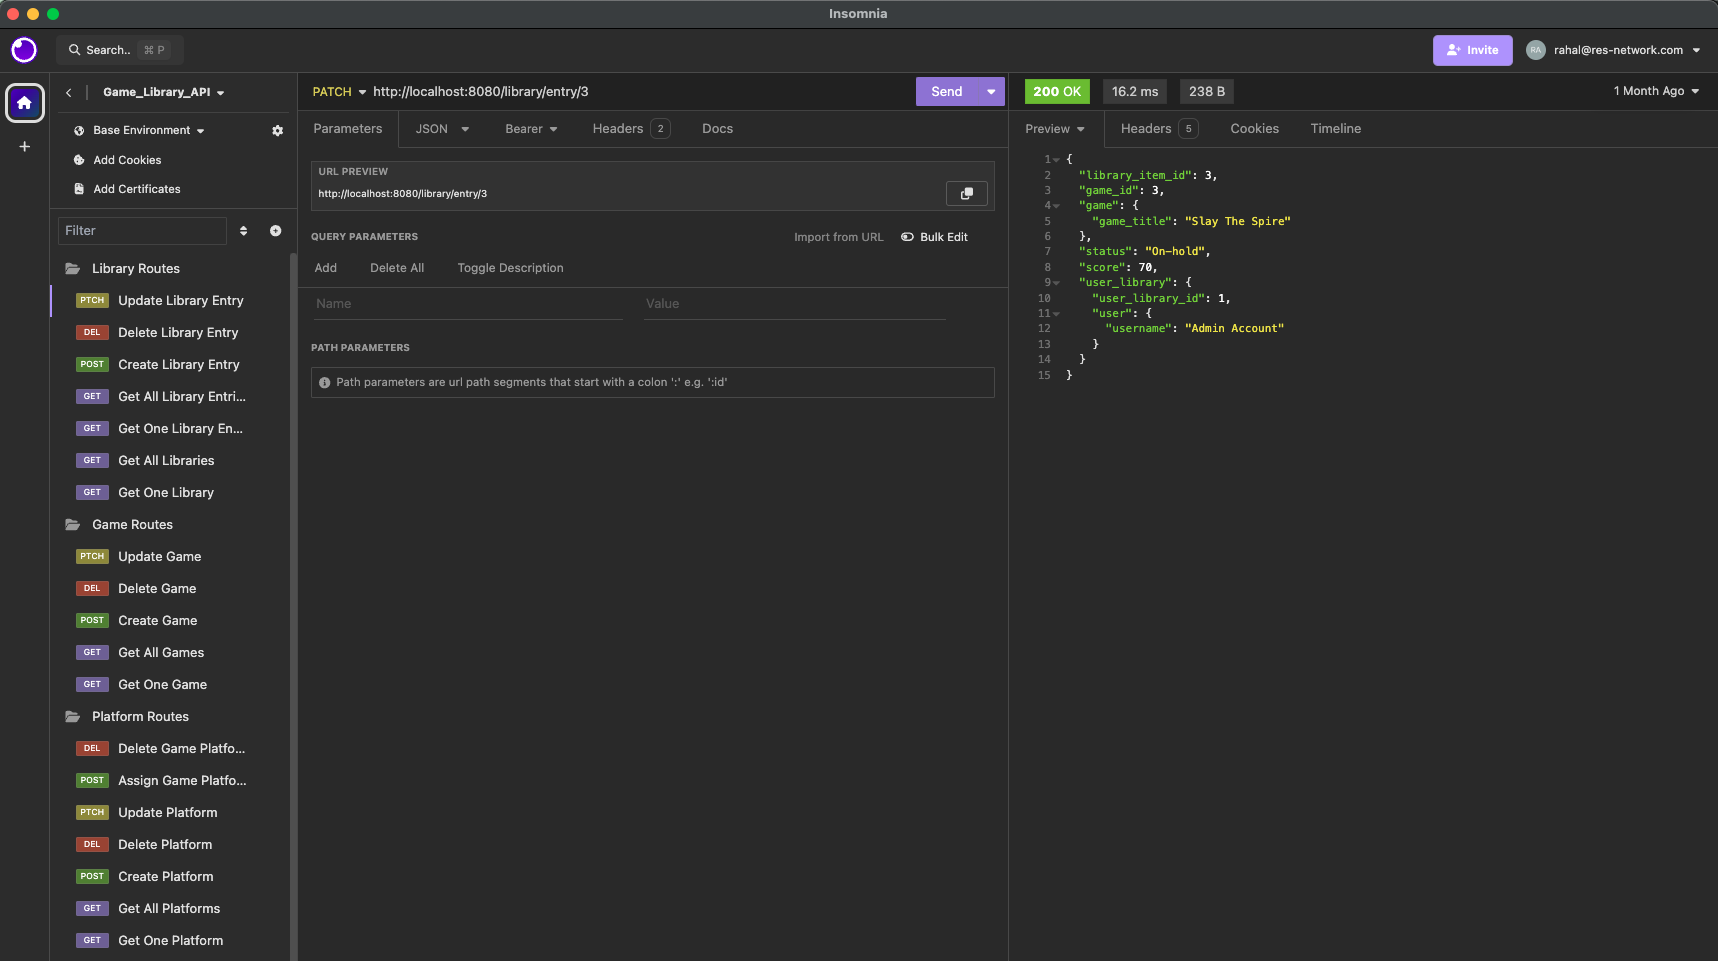 Insomnia
Search.. ⌘ P
Invite
RA
rahal@res-network.com
Game_Library_API
Base Environment
Add Cookies
Add Certificates
Filter
Library Routes
PTCH Update Library Entry
DEL Delete Library Entry
POST Create Library Entry
GET Get All Library Entri...
GET Get One Library En...
GET Get All Libraries
GET Get One Library
Game Routes
PTCH Update Game
DEL Delete Game
POST Create Game
GET Get All Games
GET Get One Game
Platform Routes
DEL Delete Game Platfo...
POST Assign Game Platfo...
PTCH Update Platform
DEL Delete Platform
POST Create Platform
GET Get All Platforms
GET Get One Platform
PATCH http://localhost:8080/library/entry/3
Send
Parameters JSON Bearer Headers 2 Docs
URL PREVIEW
http://localhost:8080/library/entry/3
QUERY PARAMETERS
Import from URL Bulk Edit
Add Delete All Toggle Description
Name Value
PATH PARAMETERS
Path parameters are url path segments that start with a colon ':' e.g. ':id'
200 OK 16.2 ms 238 B
1 Month Ago
Preview Headers 5 Cookies Timeline
1 {
2 "library_item_id": 3,
3 "game_id": 3,
4 "game": {
5 "game_title": "Slay The Spire"
6 },
7 "status": "On-hold",
8 "score": 70,
9 "user_library": {
10 "user_library_id": 1,
11 "user": {
12 "username": "Admin Account"
13 }
14 }
15 }